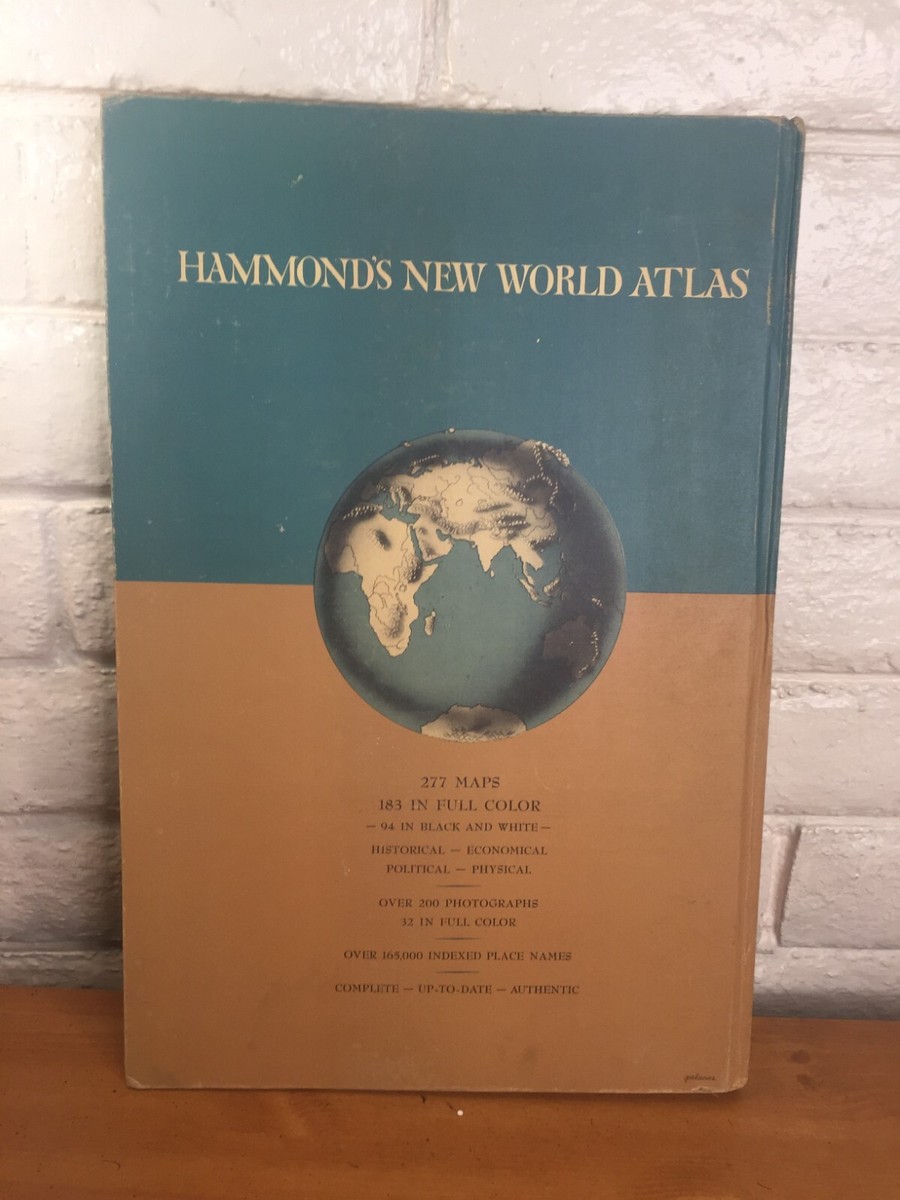 HAMMOND'S NEW WORLD ATLAS
277 MAPS
183 IN FULL COLOR
— 94 IN BLACK AND WHITE —
HISTORICAL — ECONOMICAL
POLITICAL — PHYSICAL
OVER 200 PHOTOGRAPHS
32 IN FULL COLOR
OVER 165,000 INDEXED PLACE NAMES
COMPLETE — UP-TO-DATE — AUTHENTIC